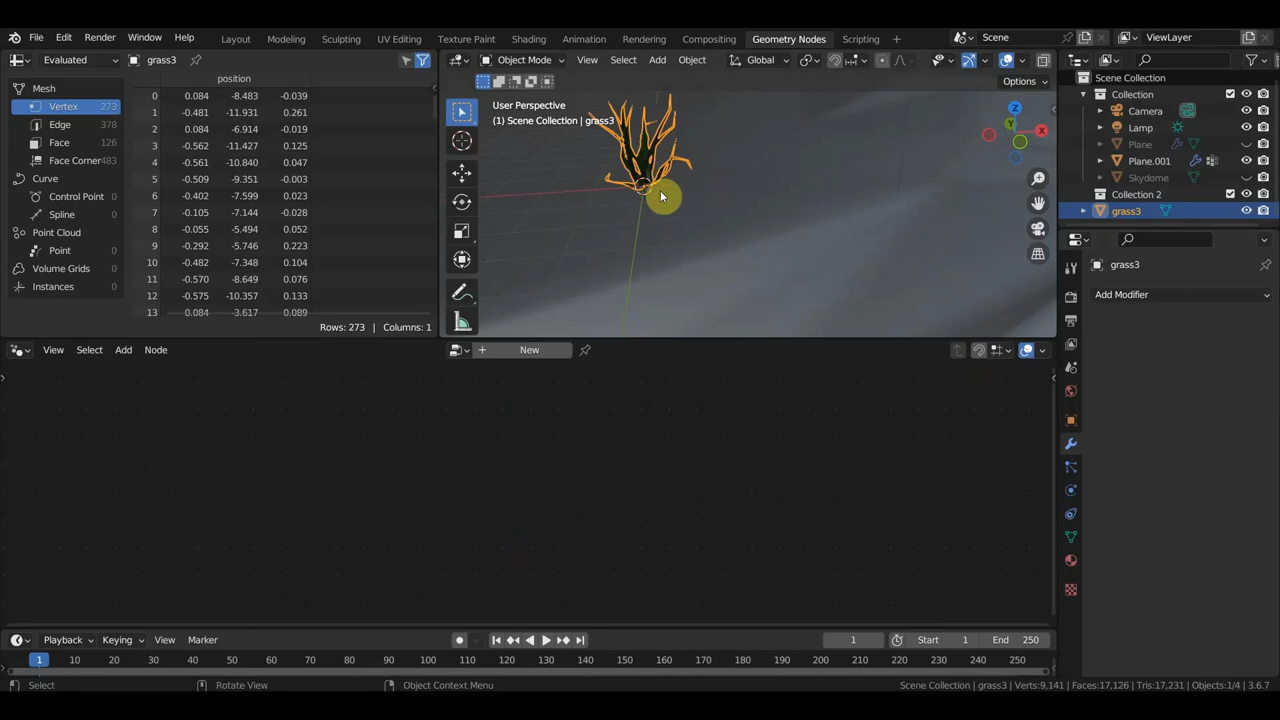 File Edit Render Window Help Layout Modeling Sculpting UV Editing Texture Paint Shading Animation Rendering Compositing Geometry Nodes Scripting + Scene ViewLayer
Evaluated grass3
Object Mode View Select Add Object Global
Options
position
Mesh
Vertex 273
Edge 378
Face 126
Face Corner 483
Curve
Control Point 0
Spline 0
Point Cloud
Point 0
Volume Grids 0
Instances 0
0 0.084 -8.483 -0.039
1 -0.481 -11.931 0.261
2 0.084 -6.914 -0.019
3 -0.562 -11.427 0.125
4 -0.561 -10.840 0.047
5 -0.509 -9.351 -0.003
6 -0.402 -7.599 0.023
7 -0.105 -7.144 -0.028
8 -0.055 -5.494 0.052
9 -0.292 -5.746 0.223
10 -0.482 -7.348 0.104
11 -0.570 -8.649 0.076
12 -0.575 -10.357 0.133
13 0.084 -3.617 0.089
Rows: 273 | Columns: 1
User Perspective
(1) Scene Collection | grass3
Z
Y
X
Scene Collection
Collection
Camera
Lamp
Plane
Plane.001
Skydome
Collection 2
grass3
grass3
Add Modifier
View Select Add Node
+ New
Playback Keying View Marker
1 Start 1 End 250
1 10 20 30 40 50 60 70 80 90 100 110 120 130 140 150 160 170 180 190 200 210 220 230 240 250
Select Rotate View Object Context Menu
Scene Collection | grass3 | Verts:9,141 | Faces:17,126 | Tris:17,231 | Objects:1/4 | 3.6.7